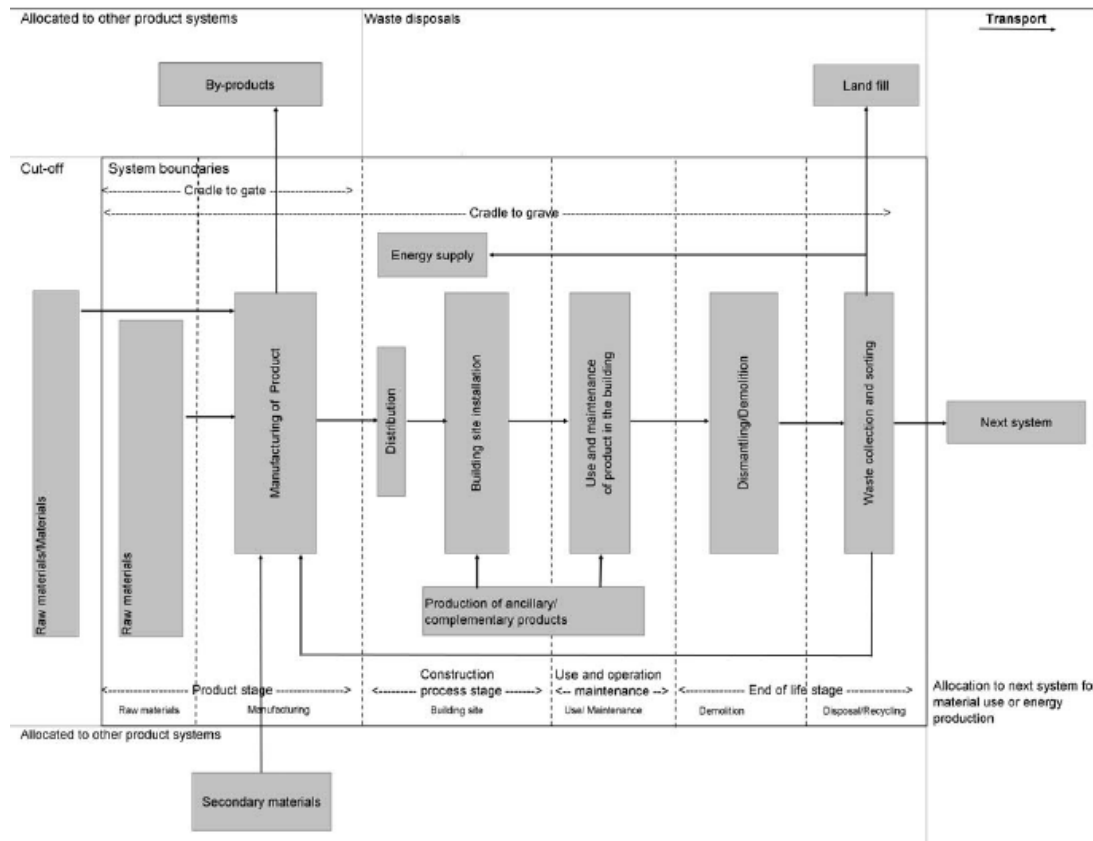 Allocated to other product systems
Waste disposals
Transport
By-products
Land fill
Cut-off
System boundaries
Cradle to gate
Cradle to grave
Energy supply
Raw materials/Materials
Raw materials
Manufacturing of Product
Distribution
Building site installation
Use and maintenance
of product in the building
Dismantling/Demolition
Waste collection and sorting
Next system
Production of ancillary/
complementary products
Product stage
Construction
process stage
Use and operation
maintenance
End of life stage
Raw materials
Manufacturing
Building site
Usal Maintenance
Demolition
Disposal/Recycling
Allocation to next system for
material use or energy
production
Allocated to other product systems
Secondary materials